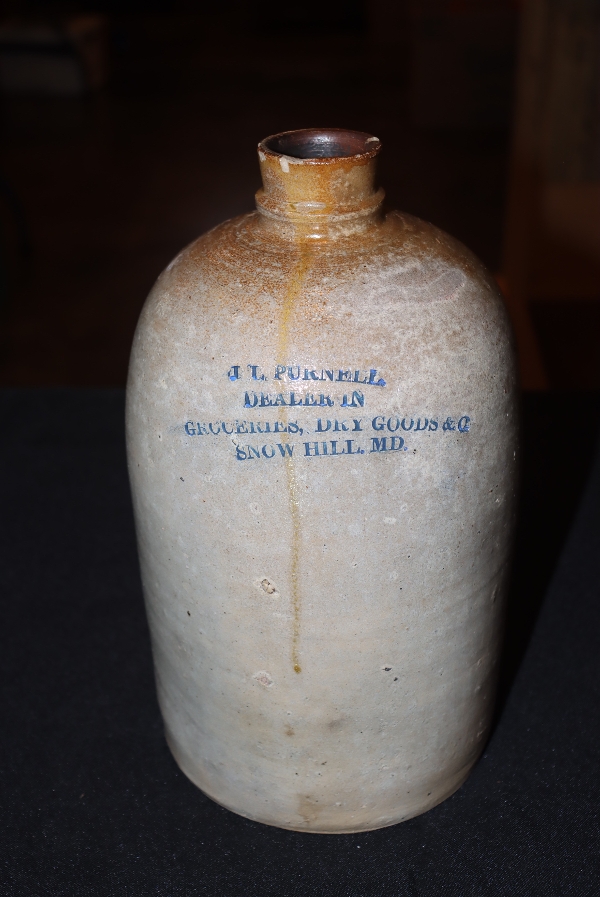 J L PURNELL,
DEALER IN
GROCERIES, DRY GOODS &C
SNOW HILL. MD.